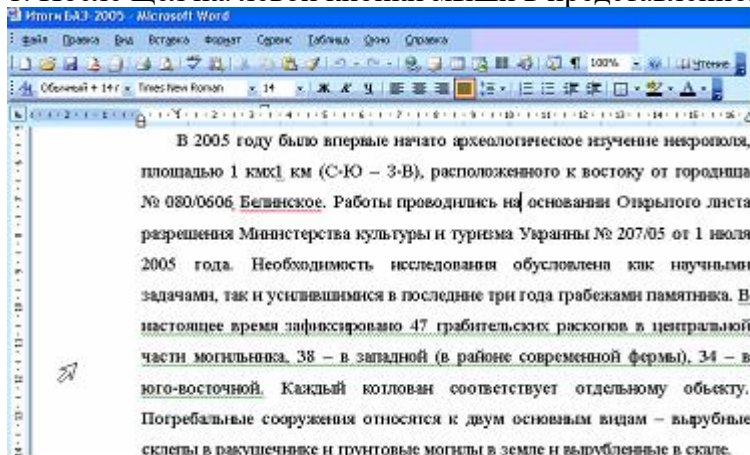 Итоги БАЗ-2005 - Microsoft Word
Файл Правка Вид Вставка Формат Сервис Таблица Окно Справка
100% Чтение
Обычный + 14 г Times New Roman 14 Ж К Ч
В 2005 году было впервые начато археологическое изучение некрополя,
площадью 1 кмх1 км (С-Ю – З-В), расположенного к востоку от городища
№ 080/0606 Белинское. Работы проводились на основании Открытого листа
разрешения Министерства культуры и туризма Украины № 207/05 от 1 июля
2005 года. Необходимость исследования обусловлена как научными
задачами, так и усилившимися в последние три года грабежами памятника. В
настоящее время зафиксировано 47 грабительских раскопов в центральной
части могильника, 38 – в западной (в районе современной фермы), 34 – в
юго-восточной. Каждый котлован соответствует отдельному объекту.
Погребальные сооружения относятся к двум основным видам – вырубные
склепы в ракушечнике и грунтовые могилы в земле и вырубленные в скале.